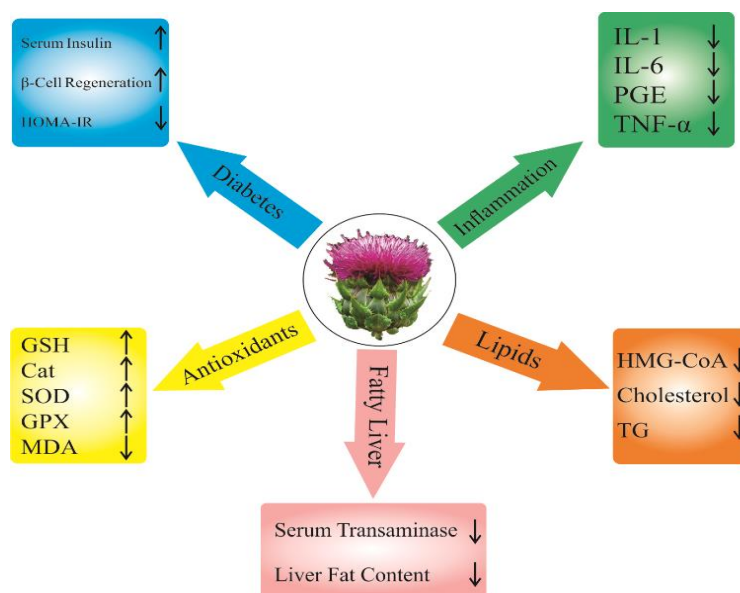 Serum Insulin ↑
β-Cell Regeneration ↑
HOMA-IR ↓
Diabetes
IL-1 ↓
IL-6 ↓
PGE ↓
TNF-α ↓
Inflammation
GSH ↑
Cat ↑
SOD ↑
GPX ↑
MDA ↓
Antioxidants
HMG-CoA ↓
Cholesterol ↓
TG ↓
Lipids
Fatty Liver
Serum Transaminase ↓
Liver Fat Content ↓